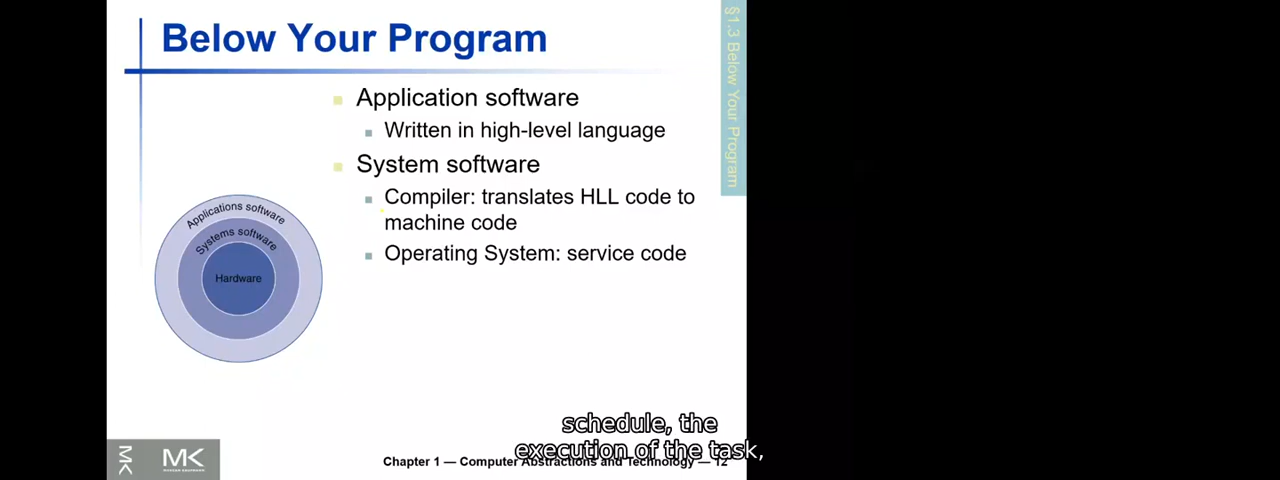 Below Your Program
§1.3 Below Your Program
Application software
Written in high-level language
System software
Compiler: translates HLL code to
machine code
Operating System: service code
Applications software
Systems software
Hardware
schedule, the
execution of the task,
MK
MK
Chapter 1 — Computer Abstractions and Technology — 12